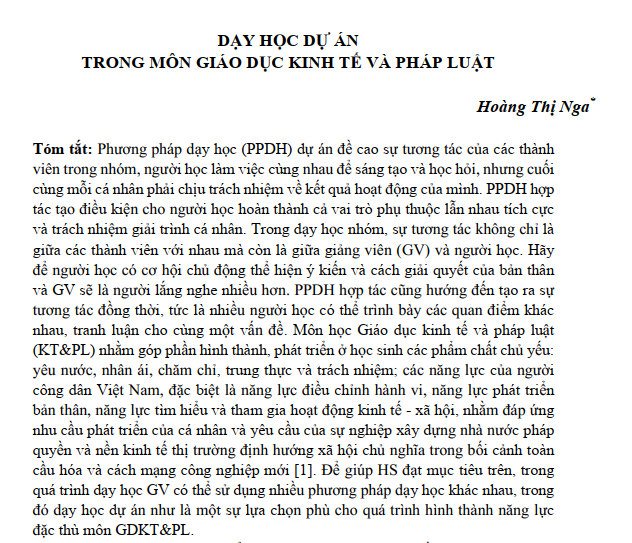 DẠY HỌC DỰ ÁN
TRONG MÔN GIÁO DỤC KINH TẾ VÀ PHÁP LUẬT
Hoàng Thị Nga*
Tóm tắt: Phương pháp dạy học (PPDH) dự án đề cao sự tương tác của các thành
viên trong nhóm, người học làm việc cùng nhau để sáng tạo và học hỏi, nhưng cuối
cùng mỗi cá nhân phải chịu trách nhiệm về kết quả hoạt động của mình. PPDH hợp
tác tạo điều kiện cho người học hoàn thành cả vai trò phụ thuộc lẫn nhau tích cực
và trách nhiệm giải trình cá nhân. Trong dạy học nhóm, sự tương tác không chỉ là
giữa các thành viên với nhau mà còn là giữa giảng viên (GV) và người học. Hãy
để người học có cơ hội chủ động thể hiện ý kiến và cách giải quyết của bản thân
và GV sẽ là người lắng nghe nhiều hơn. PPDH hợp tác cũng hướng đến tạo ra sự
tương tác đồng thời, tức là nhiều người học có thể trình bày các quan điểm khác
nhau, tranh luận cho cùng một vấn đề. Môn học Giáo dục kinh tế và pháp luật
(KT&PL) nhằm góp phần hình thành, phát triển ở học sinh các phẩm chất chủ yếu:
yêu nước, nhân ái, chăm chỉ, trung thực và trách nhiệm; các năng lực của người
công dân Việt Nam, đặc biệt là năng lực điều chỉnh hành vi, năng lực phát triển
bản thân, năng lực tìm hiểu và tham gia hoạt động kinh tế - xã hội, nhằm đáp ứng
nhu cầu phát triển của cá nhân và yêu cầu của sự nghiệp xây dựng nhà nước pháp
quyền và nền kinh tế thị trường định hướng xã hội chủ nghĩa trong bối cảnh toàn
cầu hóa và cách mạng công nghiệp mới [1]. Để giúp HS đạt mục tiêu trên, trong
quá trình dạy học GV có thể sử dụng nhiều phương pháp dạy học khác nhau, trong
đó dạy học dự án như là một sự lựa chọn phù cho quá trình hình thành năng lực
đặc thù môn GDKT&PL.